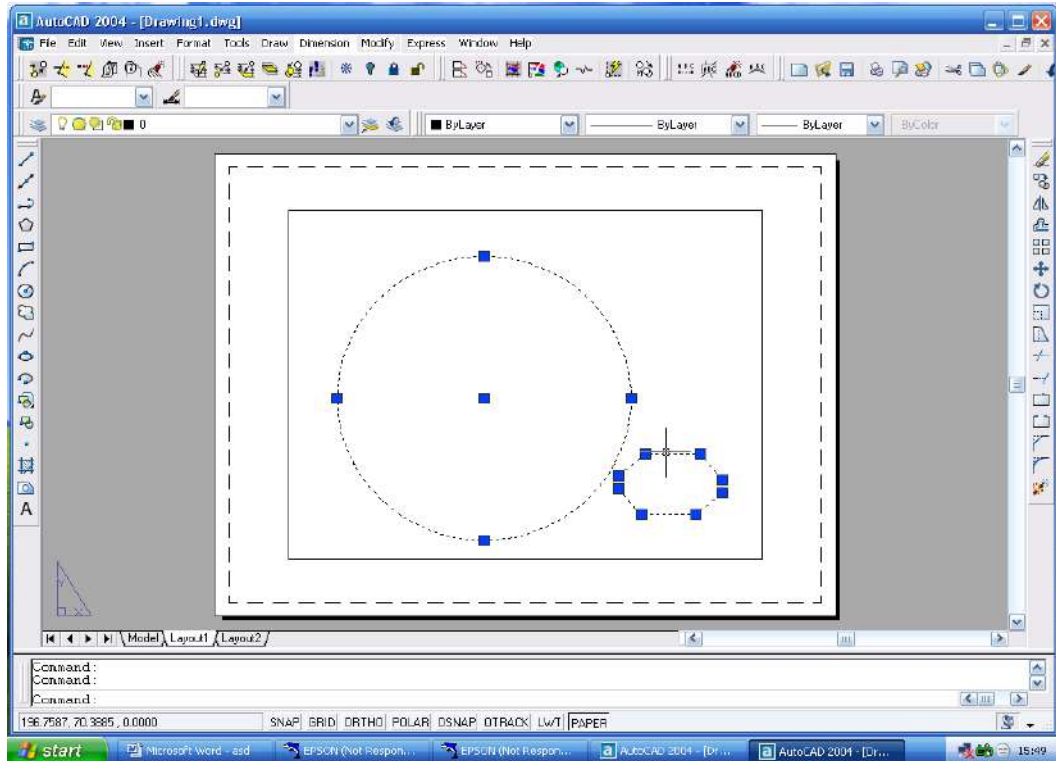 AutoCAD 2004 - [Drawing1.dwg]
File Edit View Insert Format Tools Draw Dimension Modify Express Window Help
0 ByLayer ByLayer ByLayer ByColor
A
Y
X
Model Layout1 Layout2
Command:
Command:
Command:
196.7587, 70.3885, 0.0000 SNAP GRID ORTHO POLAR OSNAP OTRACK LWT PAPER
start Microsoft Word - asd EPSON (Not Respon... EPSON (Not Respon... AutoCAD 2004 - [Dr... AutoCAD 2004 - [Dr... 15:49